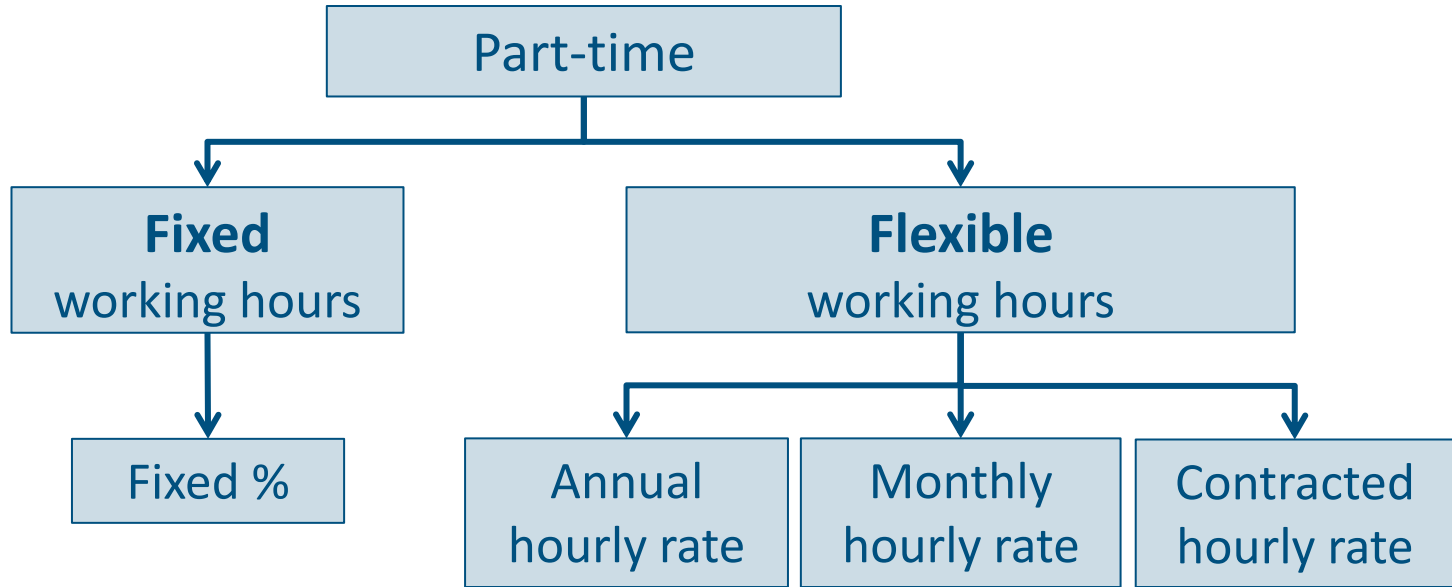 Part-time
Fixed
working hours
Flexible
working hours
Fixed %
Annual
hourly rate
Monthly
hourly rate
Contracted
hourly rate